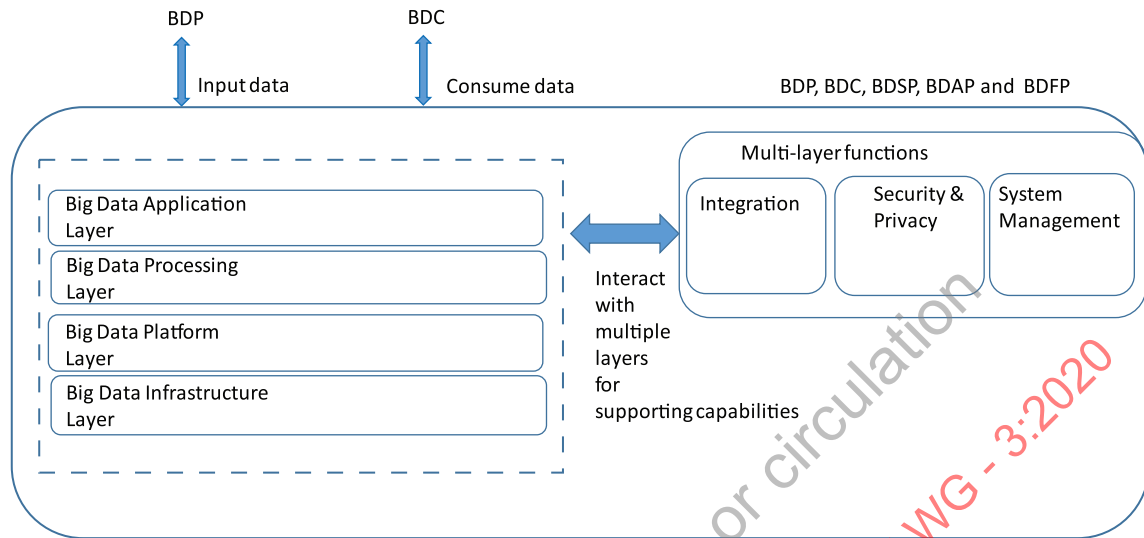 BDP
BDC
Input data
Consume data
BDP, BDC, BDSP, BDAP and BDFP
Multi-layer functions
Integration
Security &
Privacy
System
Management
Big Data Application
Layer
Big Data Processing
Layer
Big Data Platform
Layer
Big Data Infrastructure
Layer
Interact
with
multiple
layers
for
supporting capabilities
or circulation
WG - 3:2020